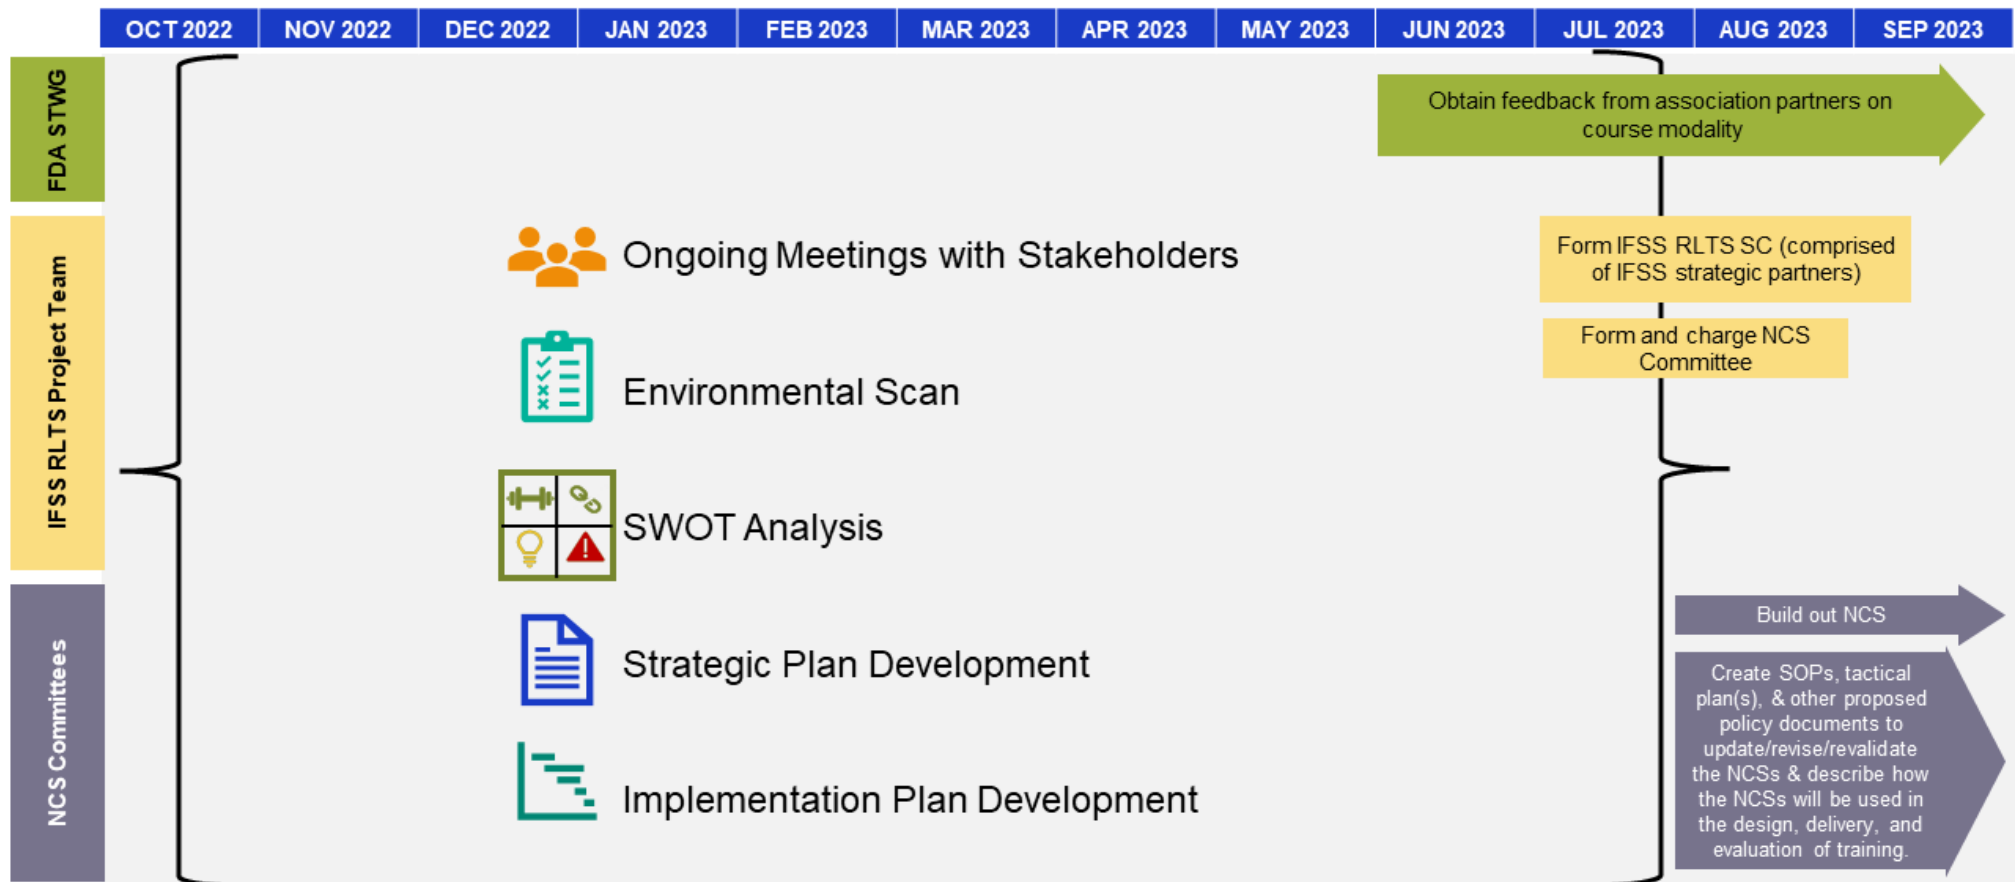 OCT 2022
NOV 2022
DEC 2022
JAN 2023
FEB 2023
MAR 2023
APR 2023
MAY 2023
JUN 2023
JUL 2023
AUG 2023
SEP 2023
FDA STWG
Obtain feedback from association partners on
course modality
IFSS RLTS Project Team
Ongoing Meetings with Stakeholders
Form IFSS RLTS SC (comprised
of IFSS strategic partners)
Form and charge NCS
Committee
Environmental Scan
SWOT Analysis
NCS Committees
Strategic Plan Development
Implementation Plan Development
Build out NCS
Create SOPs, tactical
plan(s), & other proposed
policy documents to
update/revise/revalidate
the NCSs & describe how
the NCSs will be used in
the design, delivery, and
evaluation of training.